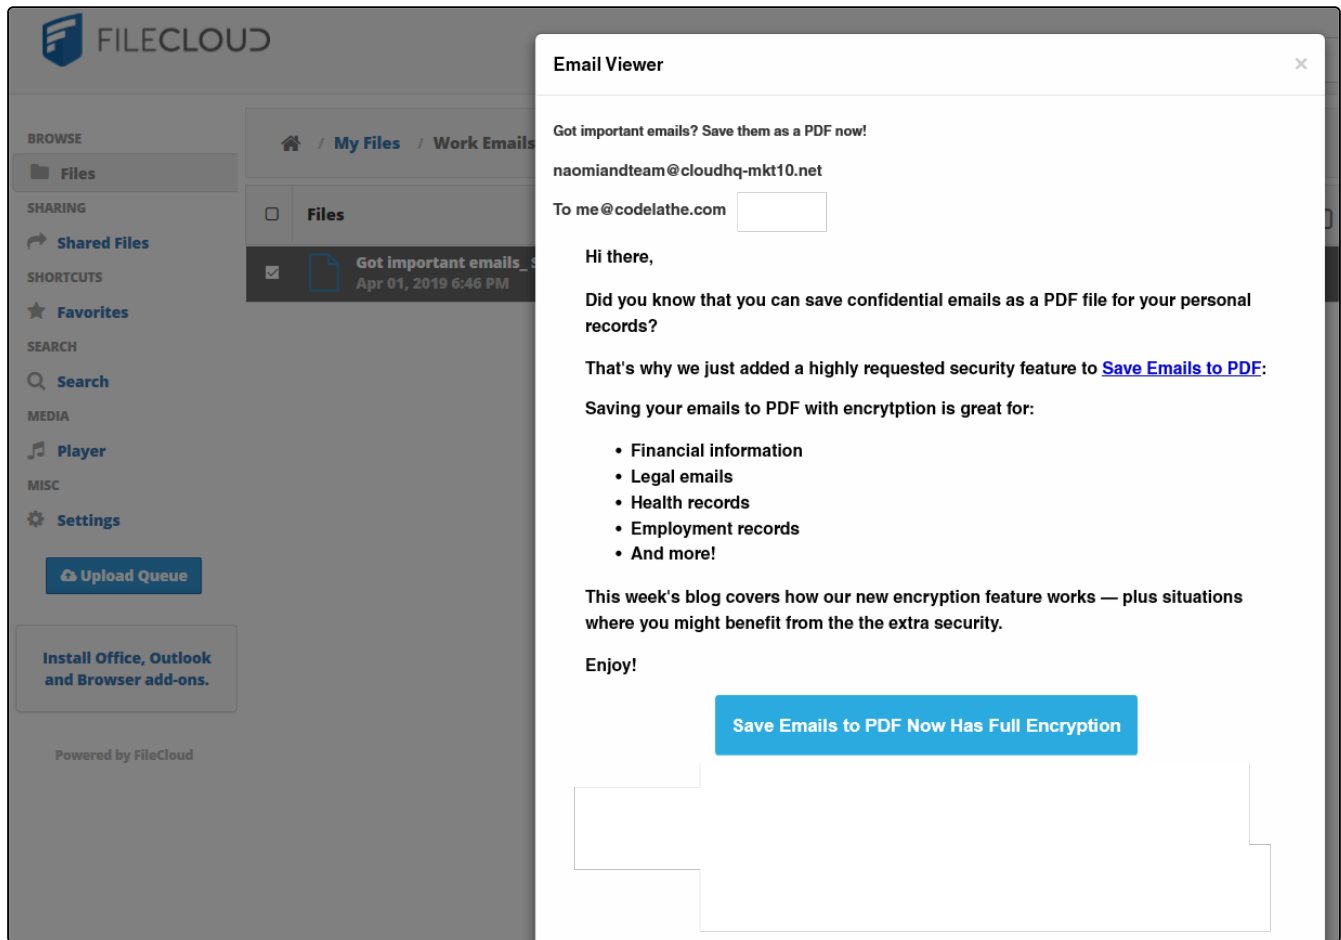 FILECLOUD
BROWSE
Files
SHARING
Shared Files
SHORTCUTS
Favorites
SEARCH
Search
MEDIA
Player
MISC
Settings
Upload Queue
Install Office, Outlook
and Browser add-ons.
Powered by FileCloud
/ My Files / Work Emails
Files
Got important emails_
Apr 01, 2019 6:46 PM
Email Viewer
×
Got important emails? Save them as a PDF now!
naomiandteam@cloudhq-mkt10.net
To me@codelathe.com
Hi there,
Did you know that you can save confidential emails as a PDF file for your personal
records?
That's why we just added a highly requested security feature to Save Emails to PDF:
Saving your emails to PDF with encrytption is great for:
• Financial information
• Legal emails
• Health records
• Employment records
• And more!
This week's blog covers how our new encryption feature works — plus situations
where you might benefit from the the extra security.
Enjoy!
Save Emails to PDF Now Has Full Encryption